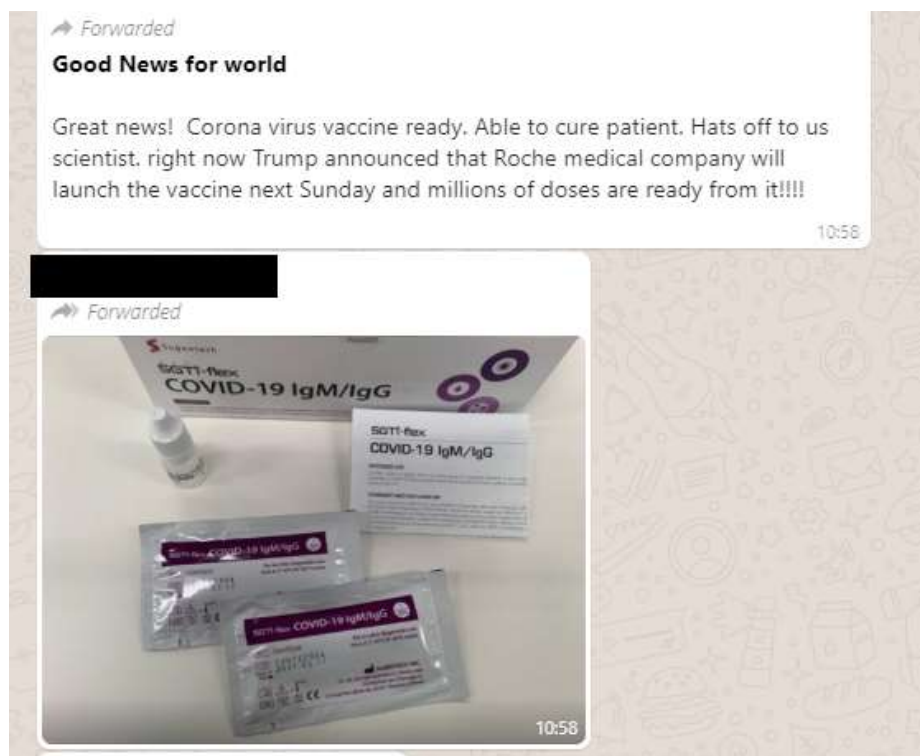 Forwarded
Good News for world
Great news!  Corona virus vaccine ready. Able to cure patient. Hats off to us
scientist. right now Trump announced that Roche medical company will
launch the vaccine next Sunday and millions of doses are ready from it!!!!
10:58
Forwarded
SGTi-flex
COVID-19 IgM/IgG
SGTi-flex
COVID-19 IgM/IgG
SGTi-flex COVID-19 IgM/IgG
SGTi-flex COVID-19 IgM/IgG
10:58